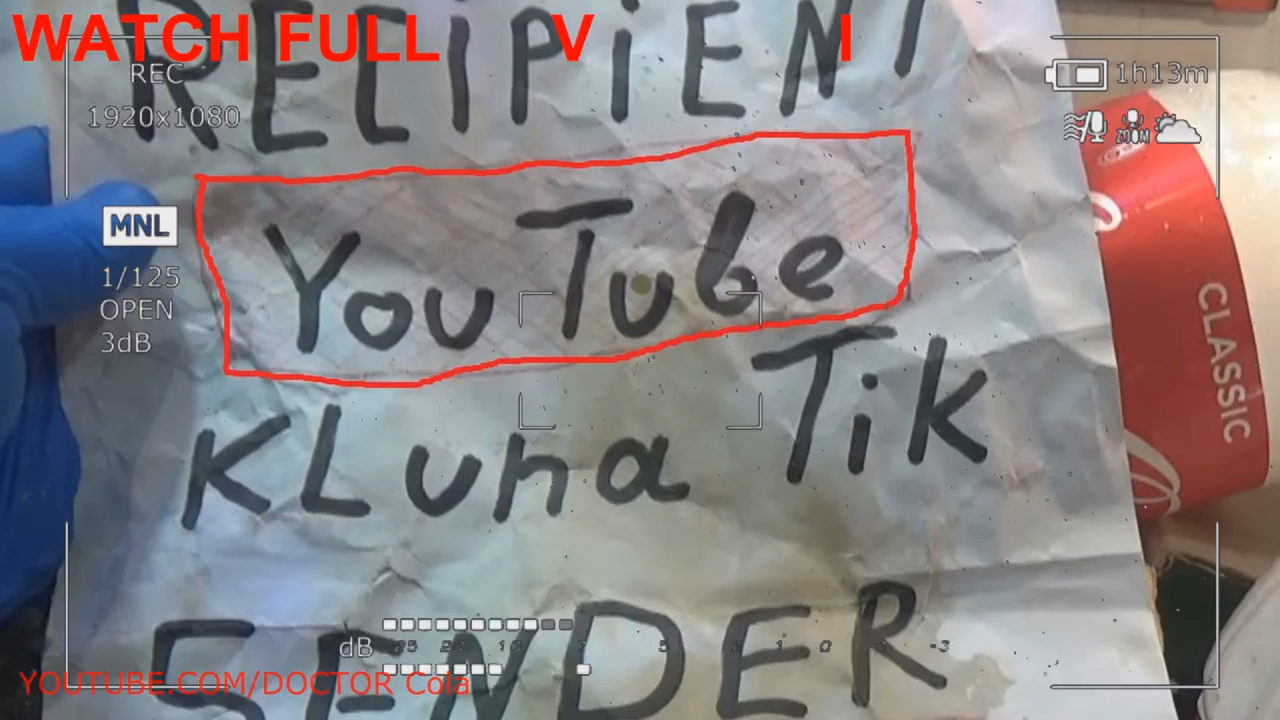 WATCH FULL V I
RECIPIENT
REC
1920x1080
1h13m
MNL
1/125
OPEN
3dB
YouTube
CLASSIC
KLuna Tik
SENDER
dB
-3
YOUTUBE.COM/DOCTOR Cola